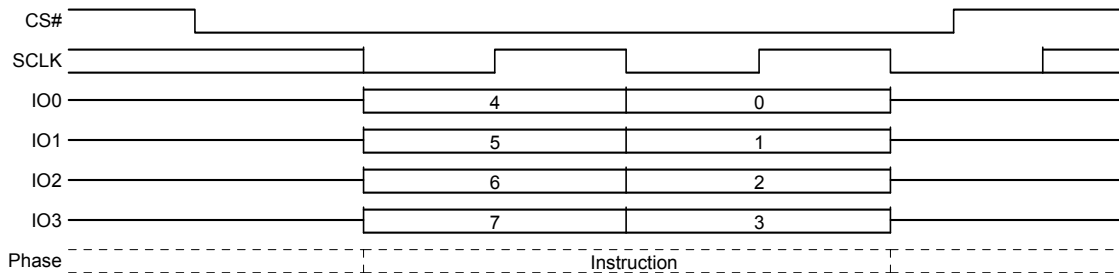 CS#
SCLK
IO0 4 0
IO1 5 1
IO2 6 2
IO3 7 3
Phase Instruction